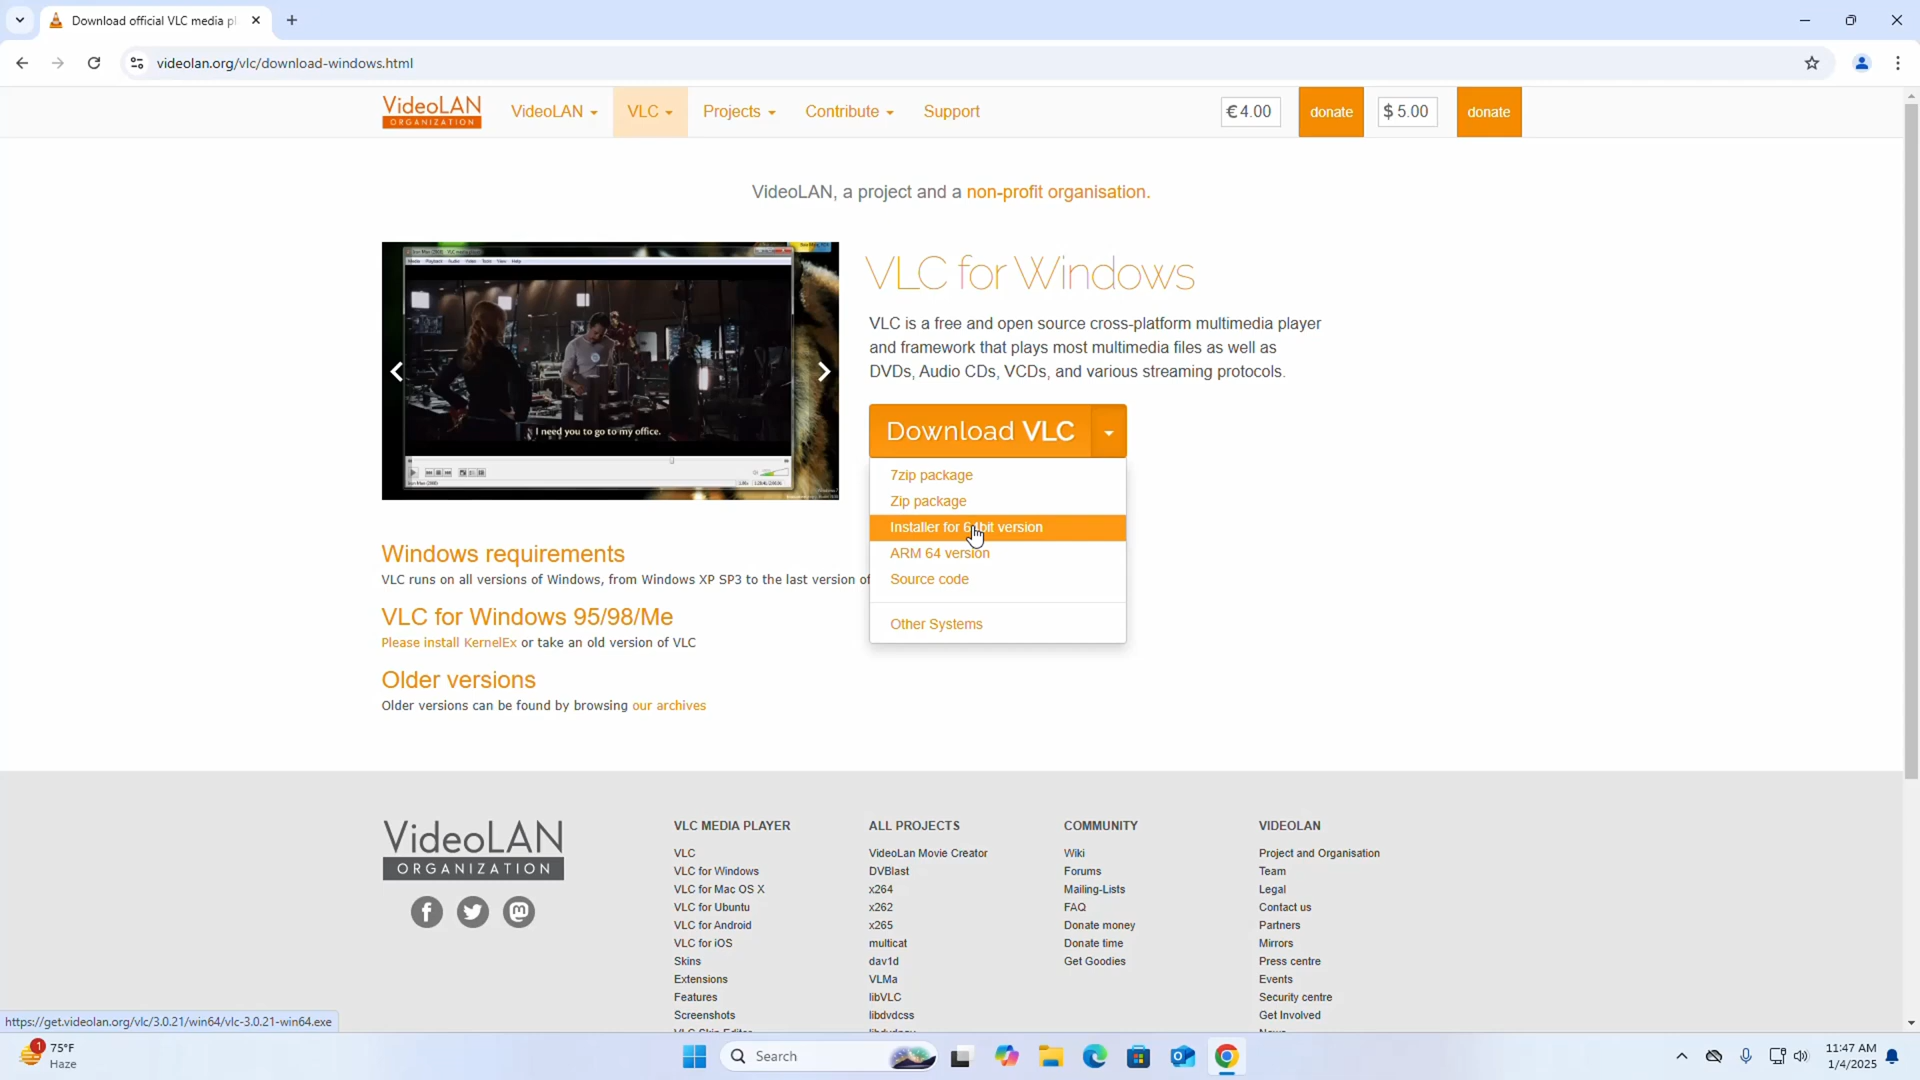 Download official VLC media pl
videolan.org/vlc/download-windows.html
VideoLAN
ORGANIZATION
VideoLAN
VLC
Projects
Contribute
Support
€ 4.00
donate
$ 5.00
donate
VideoLAN, a project and a non-profit organisation.
I need you to go to my office.
VLC for Windows
VLC is a free and open source cross-platform multimedia player
and framework that plays most multimedia files as well as
DVDs, Audio CDs, VCDs, and various streaming protocols.
Download VLC
7zip package
Zip package
Installer for 64bit version
ARM 64 version
Source code
Other Systems
Windows requirements
VLC runs on all versions of Windows, from Windows XP SP3 to the last version of
VLC for Windows 95/98/Me
Please install KernelEx or take an old version of VLC
Older versions
Older versions can be found by browsing our archives
VideoLAN
ORGANIZATION
VLC MEDIA PLAYER
VLC
VLC for Windows
VLC for Mac OS X
VLC for Ubuntu
VLC for Android
VLC for iOS
Skins
Extensions
Features
Screenshots
VLC Skin Editor
ALL PROJECTS
VideoLan Movie Creator
DVBlast
x264
x262
x265
multicat
dav1d
VLMa
libVLC
libdvdcss
libdvdnav
COMMUNITY
Wiki
Forums
Mailing-Lists
FAQ
Donate money
Donate time
Get Goodies
VIDEOLAN
Project and Organisation
Team
Legal
Contact us
Partners
Mirrors
Press centre
Events
Security centre
Get Involved
News
https://get.videolan.org/vlc/3.0.21/win64/vlc-3.0.21-win64.exe
1
75°F
Haze
Search
11:47 AM
1/4/2025